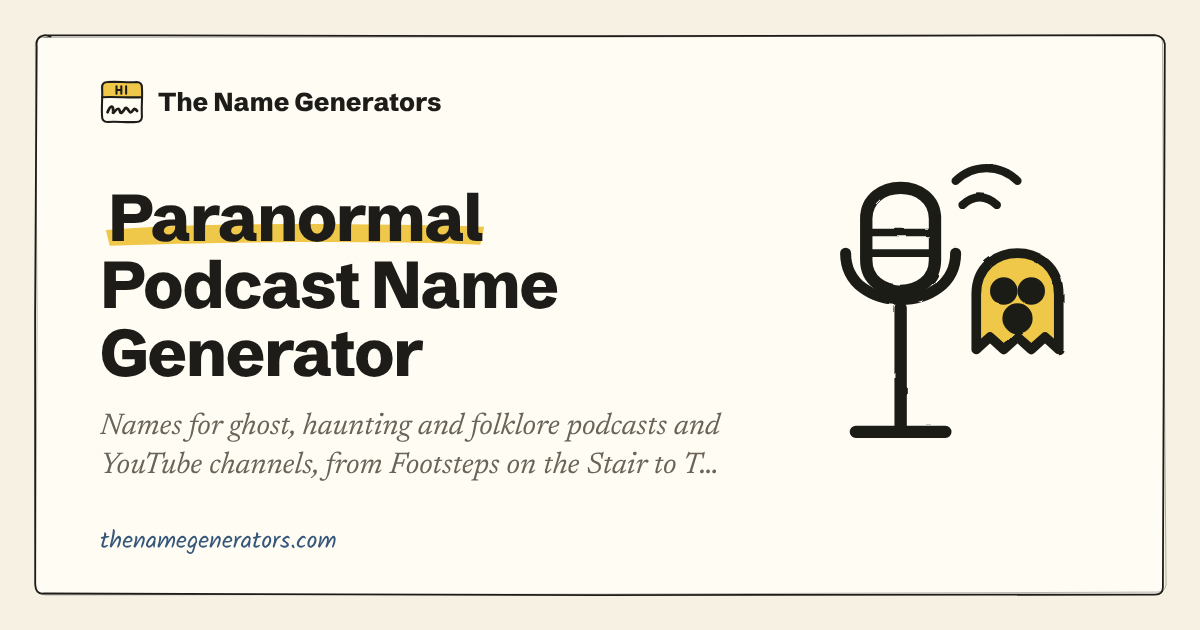 HI
The Name Generators
Paranormal
Podcast Name
Generator
Names for ghost, haunting and folklore podcasts and
YouTube channels, from Footsteps on the Stair to T...
thenamegenerators.com